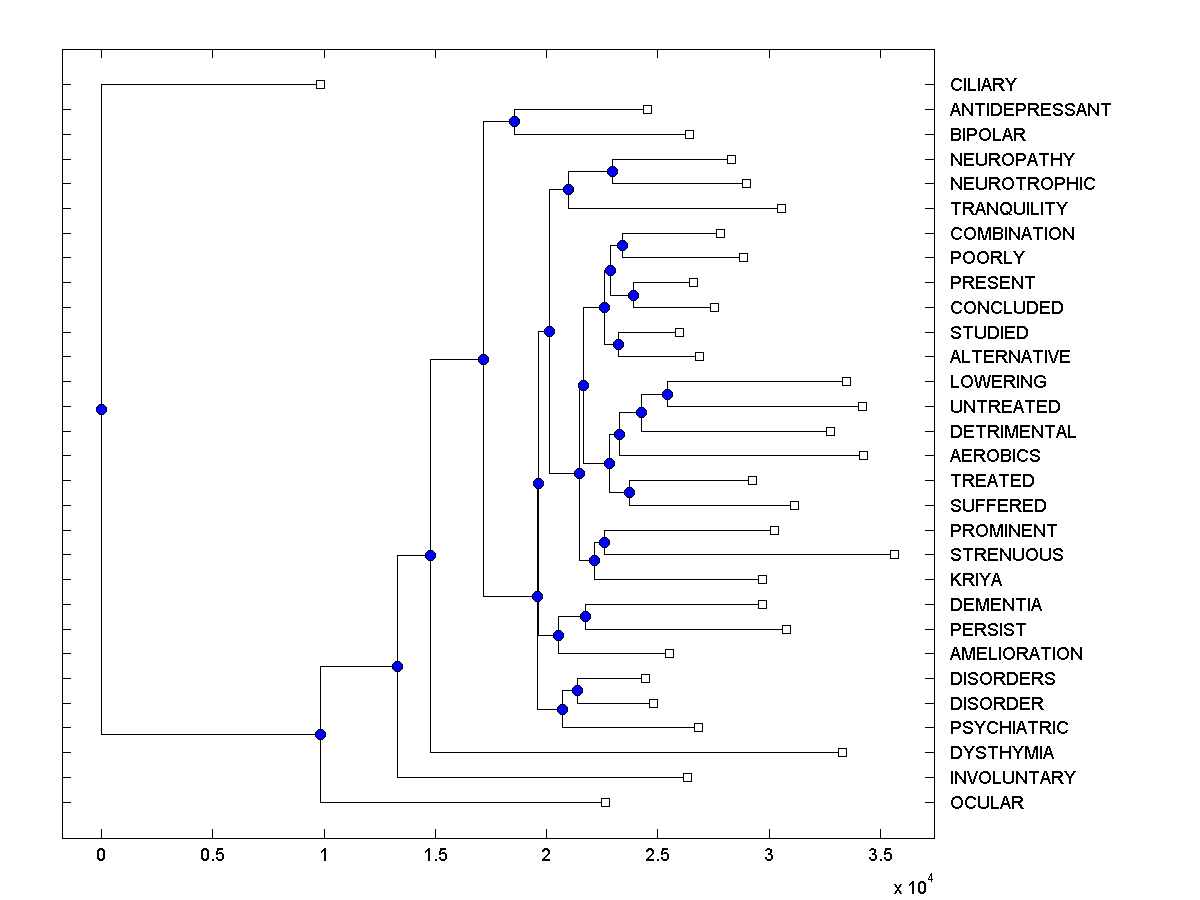 CILIARY
ANTIDEPRESSANT
BIPOLAR
NEUROPATHY
NEUROTROPHIC
TRANQUILITY
COMBINATION
POORLY
PRESENT
CONCLUDED
STUDIED
ALTERNATIVE
LOWERING
UNTREATED
DETRIMENTAL
AEROBICS
TREATED
SUFFERED
PROMINENT
STRENUOUS
KRIYA
DEMENTIA
PERSIST
AMELIORATION
DISORDERS
DISORDER
PSYCHIATRIC
DYSTHYMIA
INVOLUNTARY
OCULAR
0 0.5 1 1.5 2 2.5 3 3.5
x 10^4